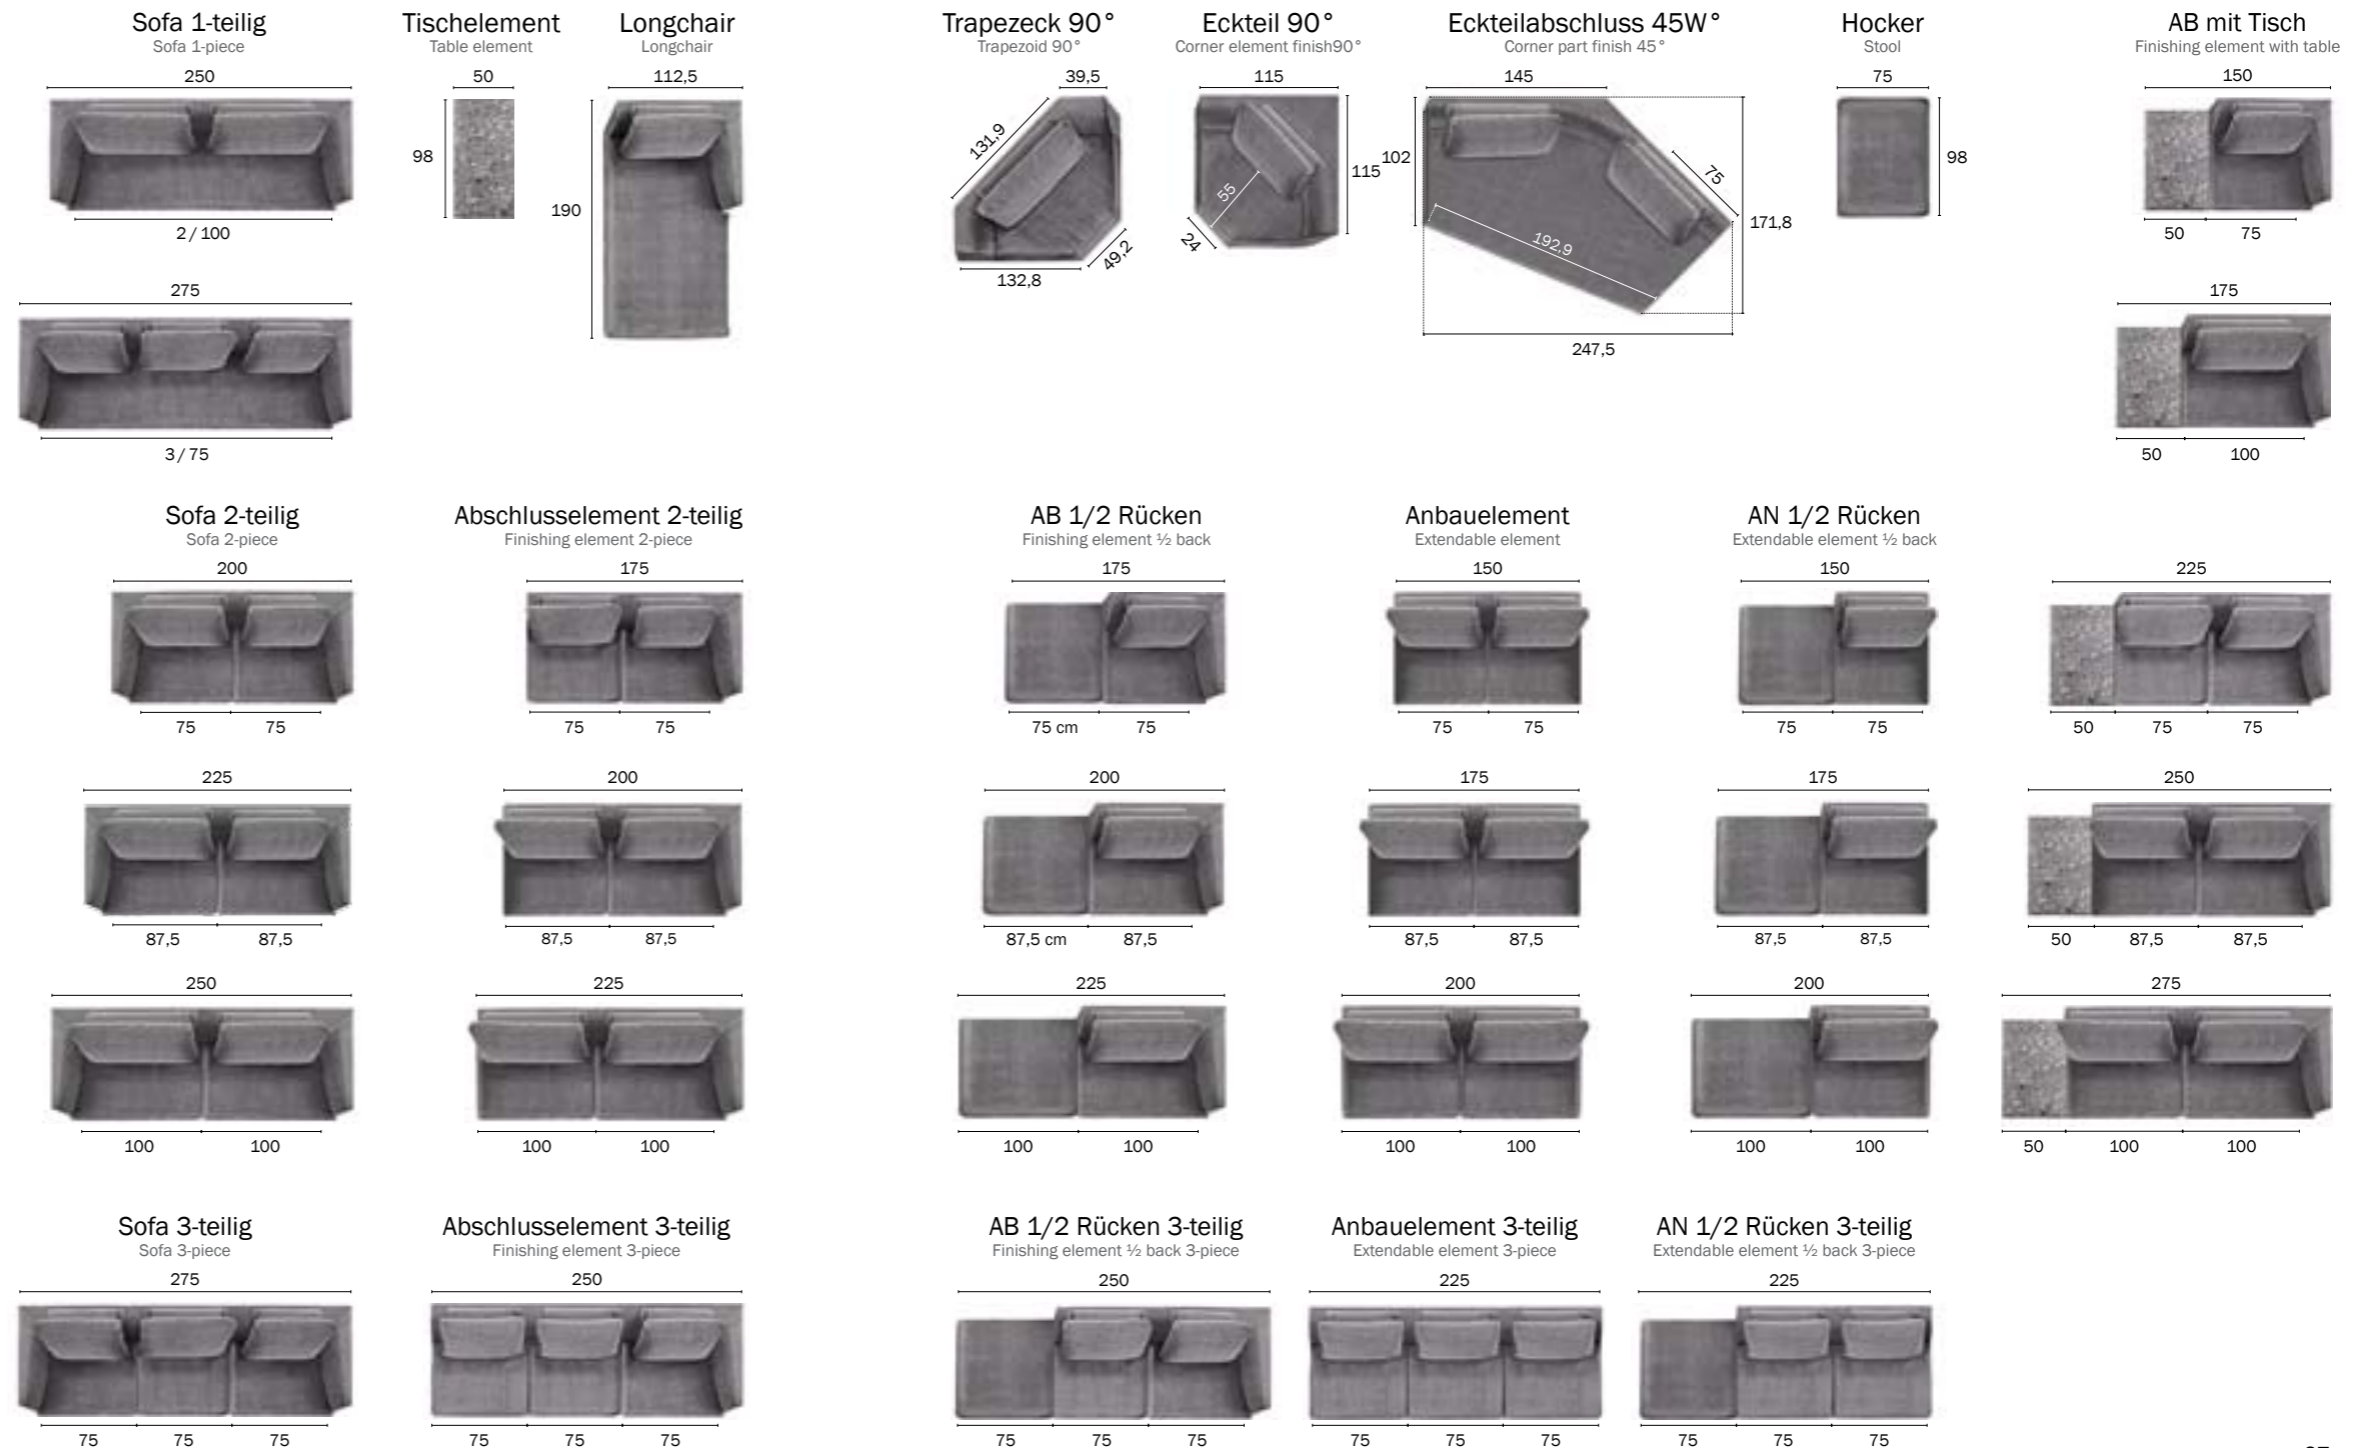 Sofa 1-teilig
Sofa 1-piece
250
2 / 100
275
3 / 75
Tischelement
Table element
50
98
Longchair
Longchair
112,5
190
Trapezeck 90°
Trapezoid 90°
39,5
131,9
49,2
132,8
Eckteil 90°
Corner element finish90°
115
115
55
24
Eckteilabschluss 45W°
Corner part finish 45°
145
102
75
171,8
192,9
247,5
Hocker
Stool
75
98
AB mit Tisch
Finishing element with table
150
50 75
175
50 100
225
50 75 75
250
50 87,5 87,5
275
50 100 100
Sofa 2-teilig
Sofa 2-piece
200
75 75
225
87,5 87,5
250
100 100
Abschlusselement 2-teilig
Finishing element 2-piece
175
75 75
200
87,5 87,5
225
100 100
AB 1/2 Rücken
Finishing element ½ back
175
75 cm 75
200
87,5 cm 87,5
225
100 100
Anbauelement
Extendable element
150
75 75
175
87,5 87,5
200
100 100
AN 1/2 Rücken
Extendable element ½ back
150
75 75
175
87,5 87,5
200
100 100
Sofa 3-teilig
Sofa 3-piece
275
75 75 75
Abschlusselement 3-teilig
Finishing element 3-piece
250
75 75 75
AB 1/2 Rücken 3-teilig
Finishing element ½ back 3-piece
250
75 75 75
Anbauelement 3-teilig
Extendable element 3-piece
225
75 75 75
AN 1/2 Rücken 3-teilig
Extendable element ½ back 3-piece
225
75 75 75